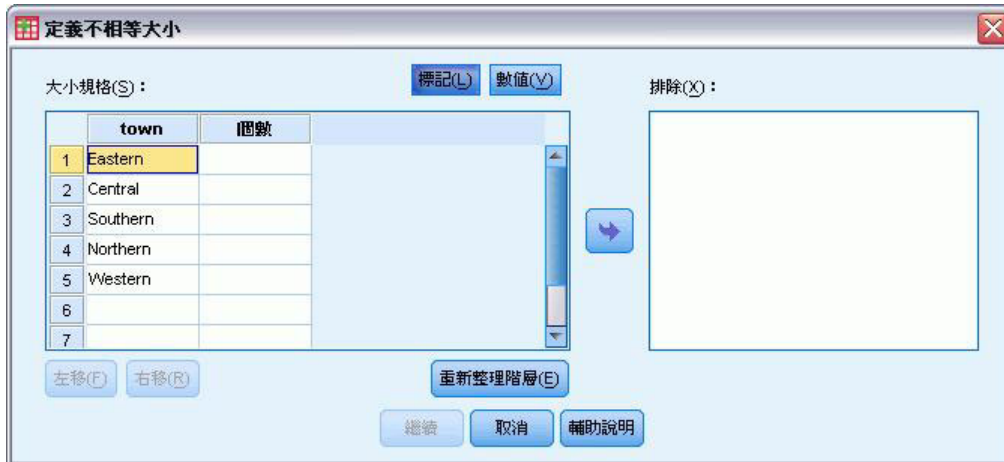 定義不相等大小
大小規格(S)：
標記(L)
數值(V)
排除(X)：
town 個數
1 Eastern
2 Central
3 Southern
4 Northern
5 Western
6
7
左移(F)
右移(R)
重新整理階層(E)
繼續
取消
輔助說明